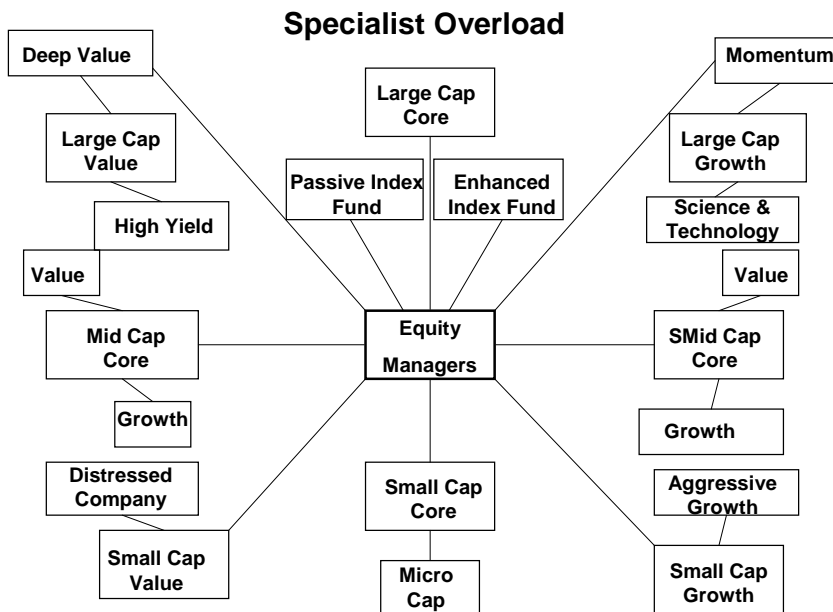 Specialist Overload
Deep Value
Momentum
Large Cap
Core
Large Cap
Value
Large Cap
Growth
Passive Index
Fund
Enhanced
Index Fund
High Yield
Science &
Technology
Value
Value
Mid Cap
Core
Equity
Managers
SMid Cap
Core
Growth
Growth
Distressed
Company
Small Cap
Core
Aggressive
Growth
Small Cap
Value
Micro
Cap
Small Cap
Growth